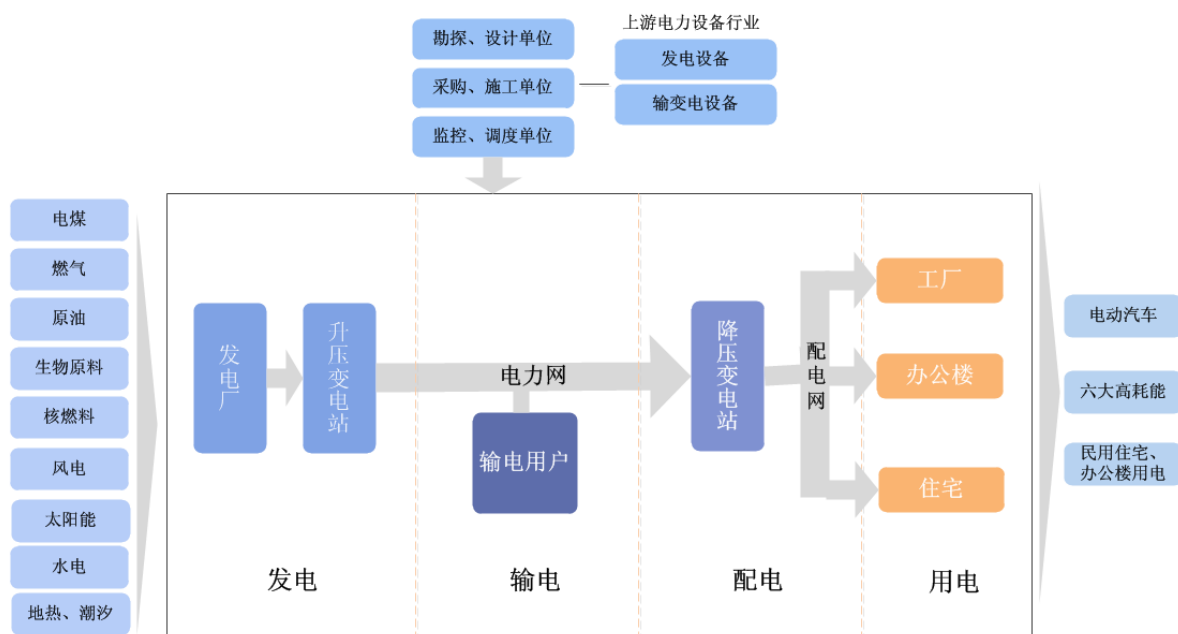 上游电力设备行业
勘探、设计单位
发电设备
采购、施工单位
输变电设备
监控、调度单位
电煤
燃气
原油
生物原料
核燃料
风电
太阳能
水电
地热、潮汐
发电厂
升压变电站
电力网
输电用户
降压变电站
配电网
工厂
办公楼
住宅
发电
输电
配电
用电
电动汽车
六大高耗能
民用住宅、
办公楼用电